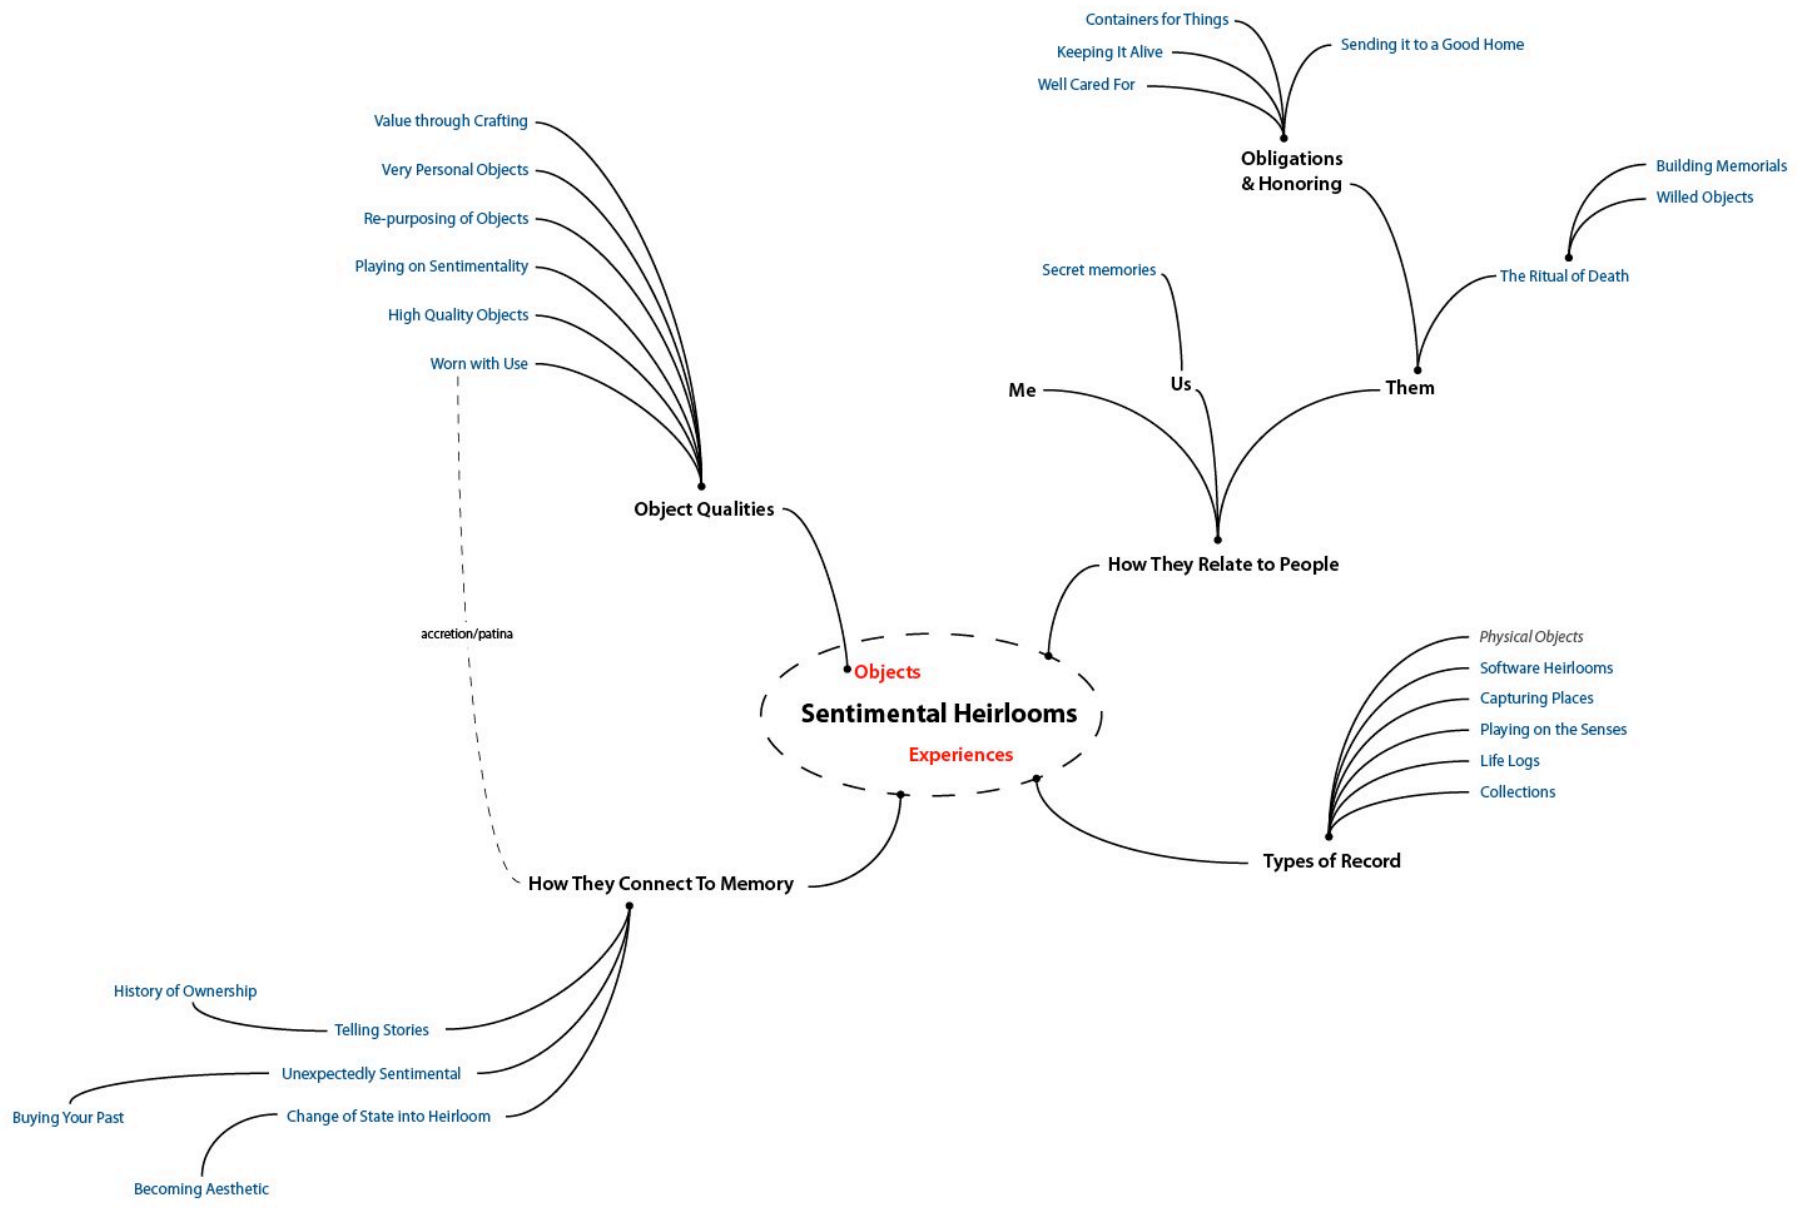 Containers for Things
Keeping It Alive
Well Cared For
Sending it to a Good Home
Obligations
& Honoring
Building Memorials
Willed Objects
The Ritual of Death
Secret memories
Me
Us
Them
How They Relate to People
Value through Crafting
Very Personal Objects
Re-purposing of Objects
Playing on Sentimentality
High Quality Objects
Worn with Use
Object Qualities
accretion/patina
Objects
Sentimental Heirlooms
Experiences
Physical Objects
Software Heirlooms
Capturing Places
Playing on the Senses
Life Logs
Collections
Types of Record
How They Connect To Memory
History of Ownership
Telling Stories
Unexpectedly Sentimental
Buying Your Past
Change of State into Heirloom
Becoming Aesthetic